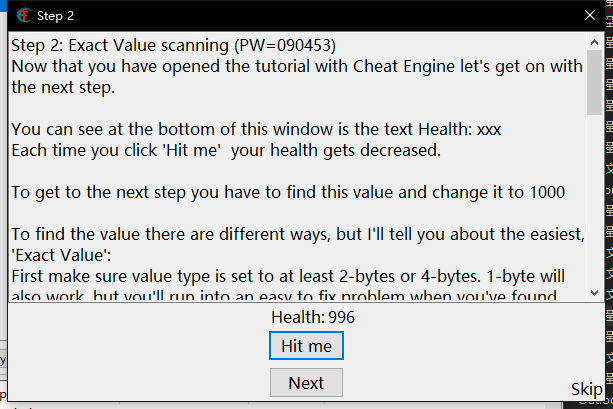 Step 2
Step 2: Exact Value scanning (PW=090453)
Now that you have opened the tutorial with Cheat Engine let's get on with
the next step.
You can see at the bottom of this window is the text Health: xxx
Each time you click 'Hit me'  your health gets decreased.
To get to the next step you have to find this value and change it to 1000
To find the value there are different ways, but I'll tell you about the easiest,
'Exact Value':
First make sure value type is set to at least 2-bytes or 4-bytes. 1-byte will
also work, but you'll run into an easy to fix problem when you've found
Health: 996
Hit me
Next
Skip